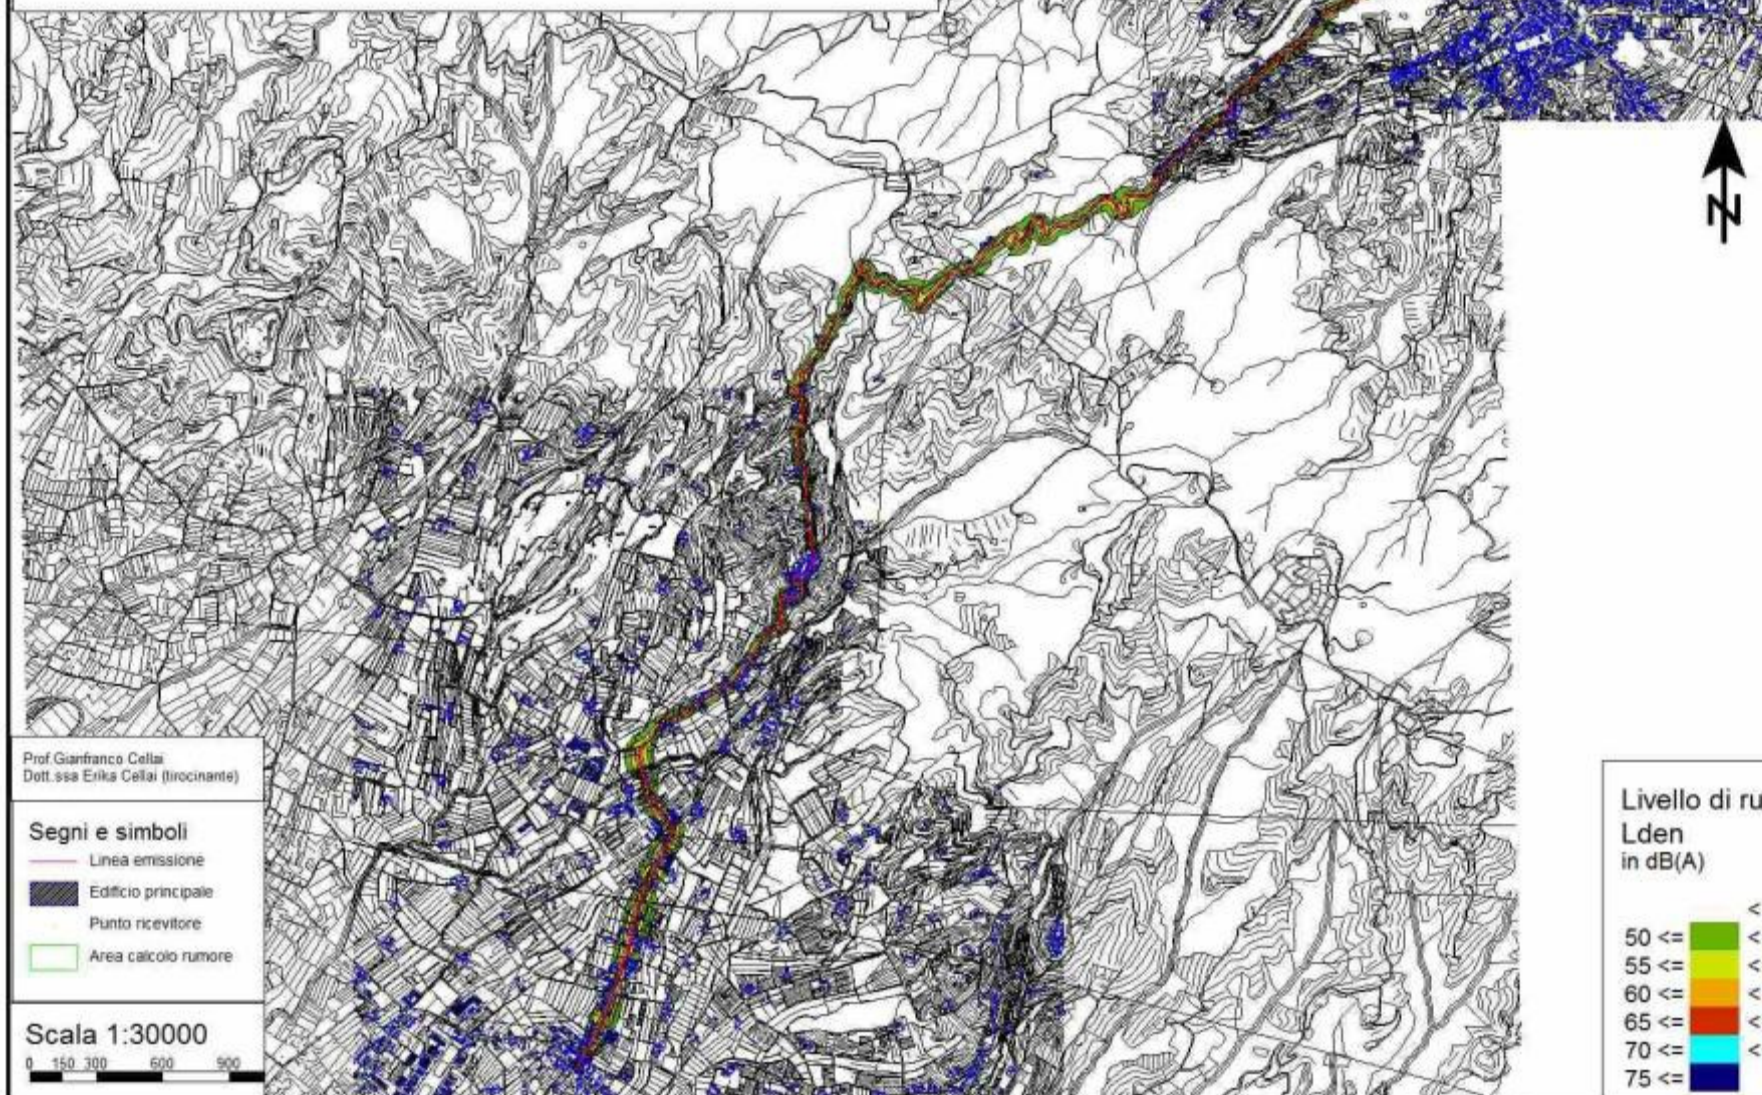 N
Prof.Gianfranco Cellai
Dott.ssa Erika Cellai (tirocinante)
Segni e simboli
Linea emissione
Edificio principale
Punto ricevitore
Area calcolo rumore
Scala 1:30000
0 150 300 600 900
Livello di ru
Lden
in dB(A)
<
50 <= <
55 <= <
60 <= <
65 <= <
70 <= <
75 <=